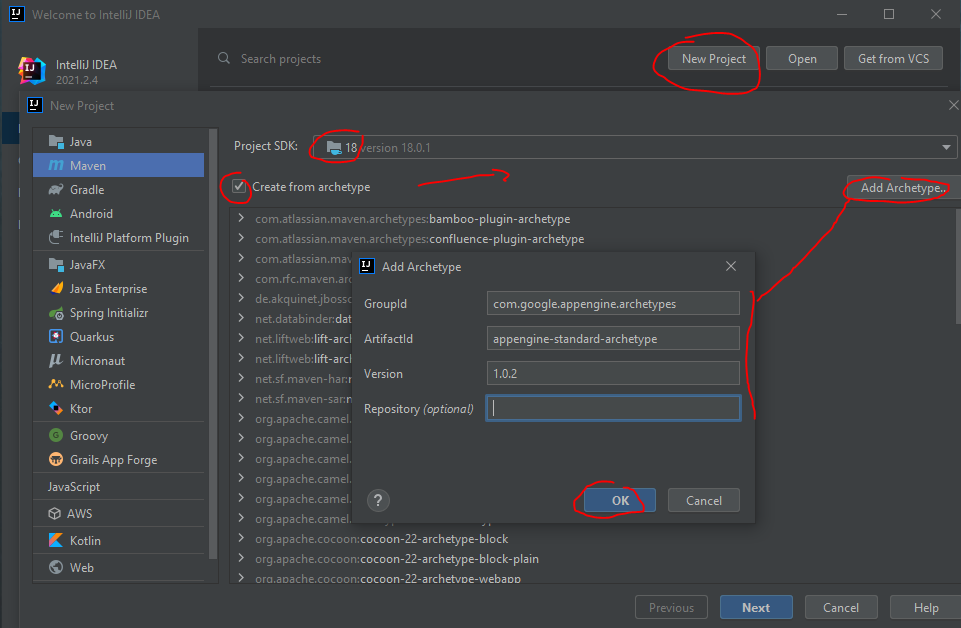 Welcome to IntelliJ IDEA
IntelliJ IDEA
2021.2.4
Search projects
New Project
Open
Get from VCS
New Project
Java
Maven
Gradle
Android
IntelliJ Platform Plugin
JavaFX
Java Enterprise
Spring Initializr
Quarkus
Micronaut
MicroProfile
Ktor
Groovy
Grails App Forge
JavaScript
AWS
Kotlin
Web
Project SDK:
18 version 18.0.1
Create from archetype
Add Archetype..
com.atlassian.maven.archetypes:bamboo-plugin-archetype
com.atlassian.maven.archetypes:confluence-plugin-archetype
com.atlassian.ma
com.rfc.maven.arc
de.akquinet.jboss
net.databinder:dat
net.liftweb:lift-arc
net.liftweb:lift-arcl
net.sf.maven-har:
net.sf.maven-sar:
org.apache.camel.
org.apache.camel.
org.apache.camel.
org.apache.camel.
org.apache.camel.
org.apache.camel.
org.apache.cocoon:cocoon-22-archetype-block
org.apache.cocoon:cocoon-22-archetype-block-plain
org.apache.cocoon:cocoon-22-archetype-webapp
Add Archetype
GroupId
com.google.appengine.archetypes
ArtifactId
appengine-standard-archetype
Version
1.0.2
Repository (optional)
?
OK
Cancel
Previous
Next
Cancel
Help